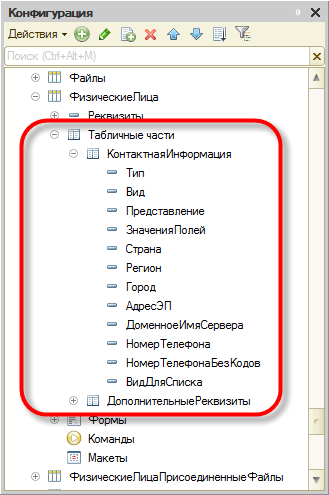 Конфигурация
Действия
Поиск (Ctrl+Alt+M)
Файлы
ФизическиеЛица
Реквизиты
Табличные части
КонтактнаяИнформация
Тип
Вид
Представление
ЗначенияПолей
Страна
Регион
Город
АдресЭП
ДоменноеИмяСервера
НомерТелефона
НомерТелефонаБезКодов
ВидДляСписка
ДополнительныеРеквизиты
Формы
Команды
Макеты
ФизическиеЛицаПрисоединенныеФайлы